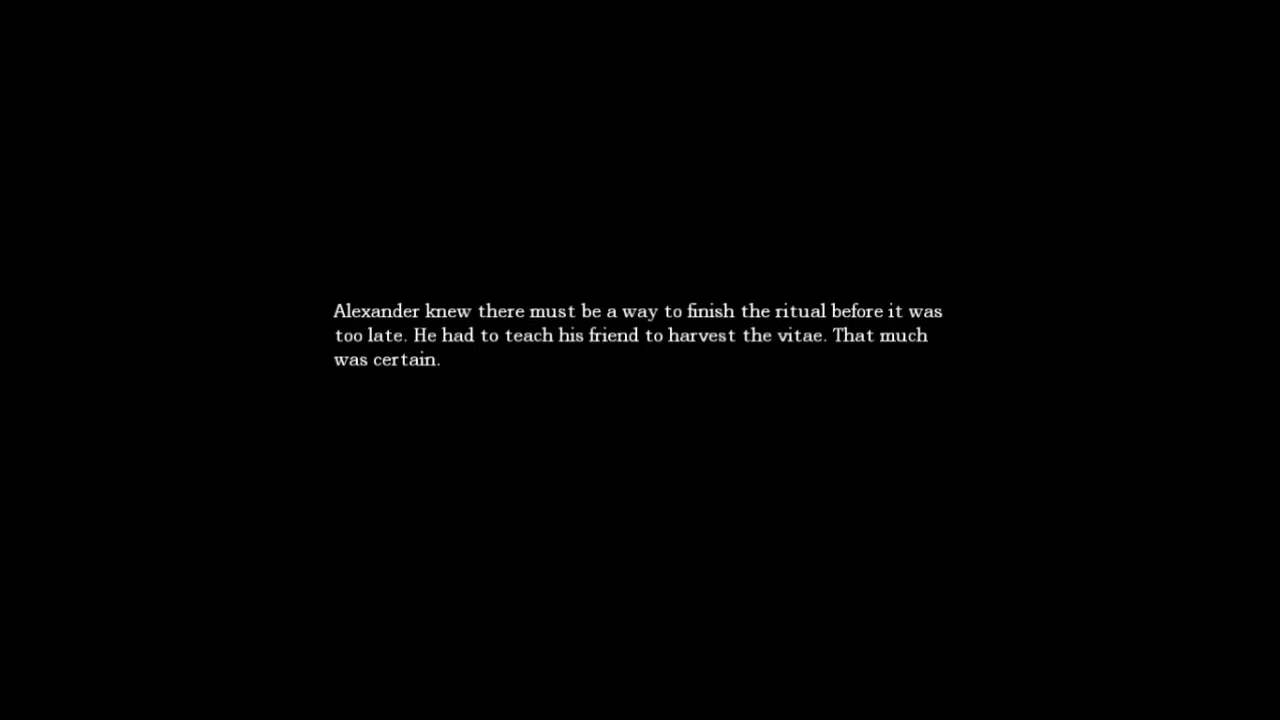 Alexander knew there must be a way to finish the ritual before it was
too late. He had to teach his friend to harvest the vitae. That much
was certain.